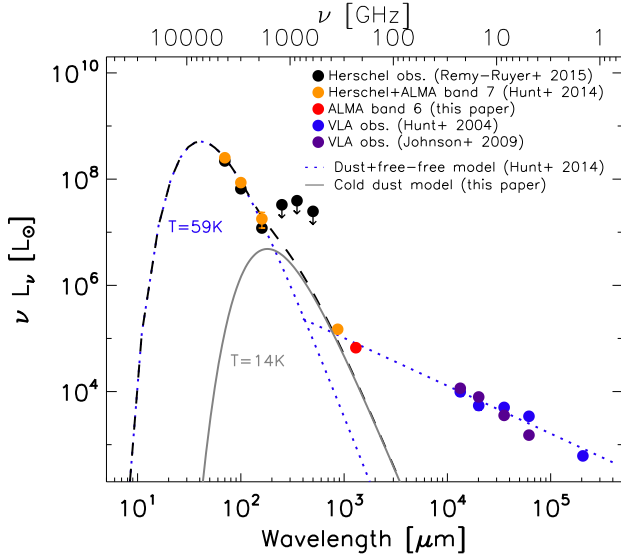 ν [GHz]
10000 1000 100 10 1
10¹⁰
10⁸
10⁶
10⁴
ν Lν [L⊙]
Herschel obs. (Remy-Ruyer+ 2015)
Herschel+ALMA band 7 (Hunt+ 2014)
ALMA band 6 (this paper)
VLA obs. (Hunt+ 2004)
VLA obs. (Johnson+ 2009)
Dust+free-free model (Hunt+ 2014)
Cold dust model (this paper)
T=59K
T=14K
10¹ 10² 10³ 10⁴ 10⁵
Wavelength [μm]